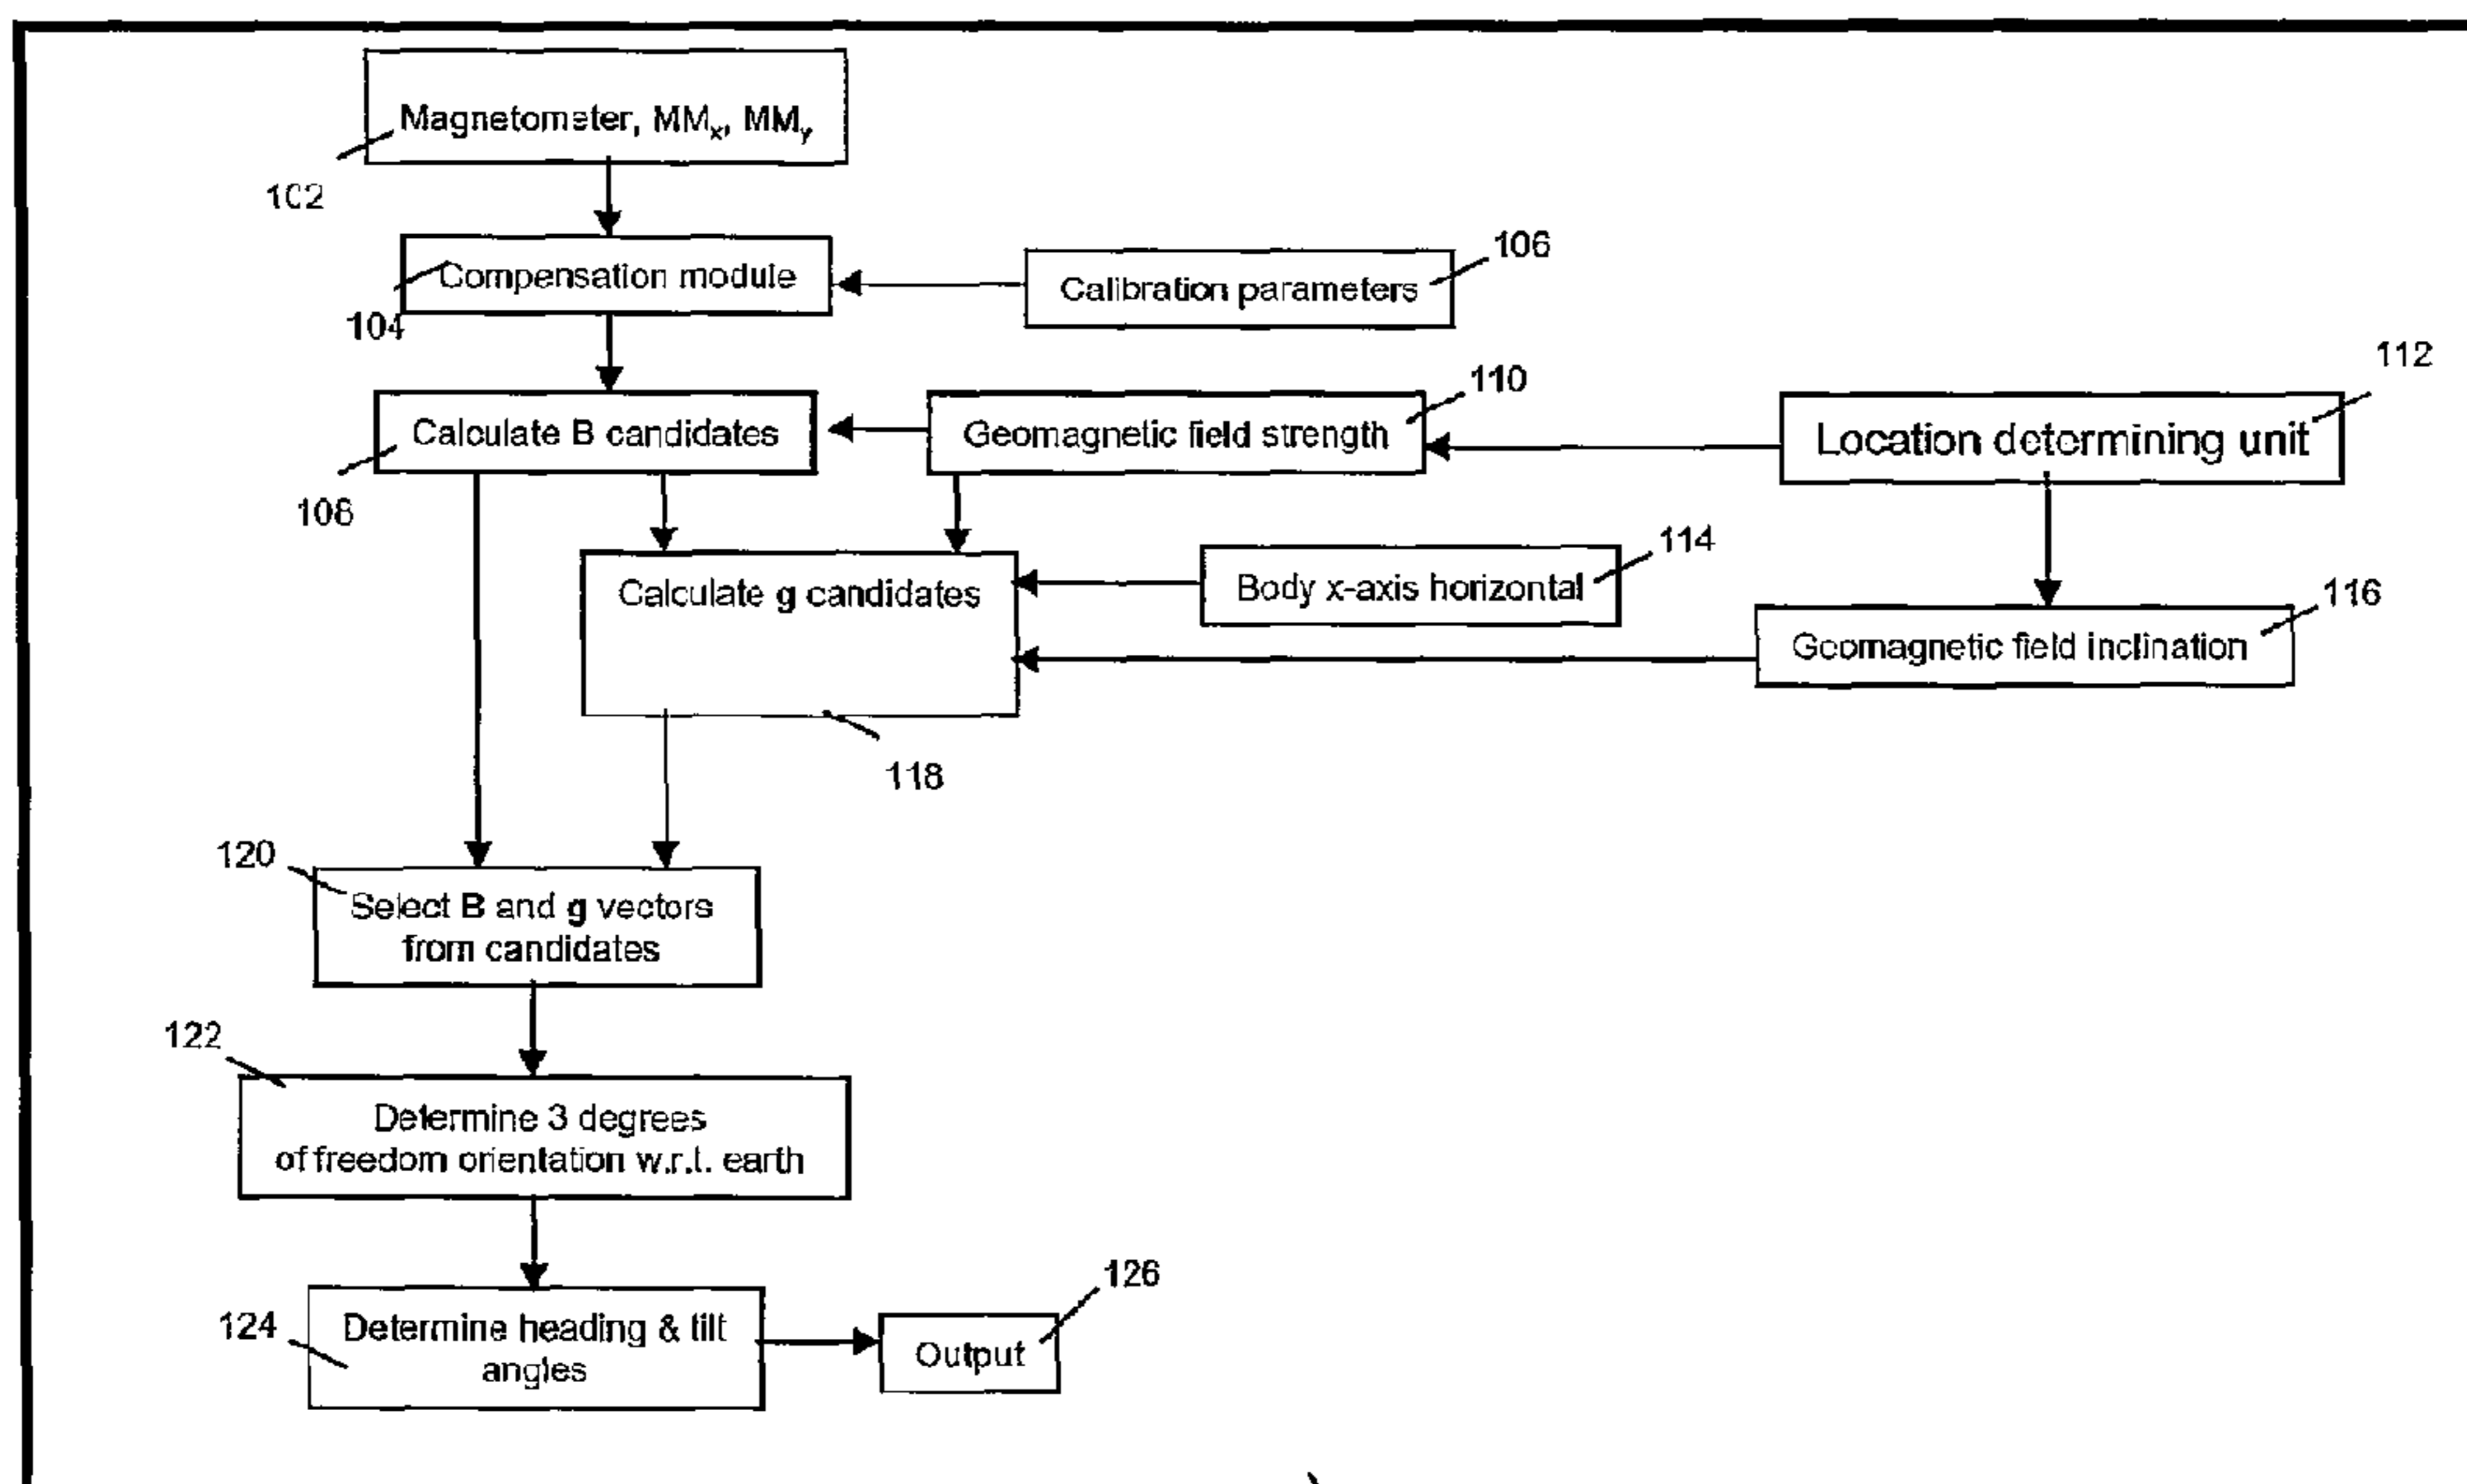 Magnetometer, MMx, MMy
102
Compensation module
104
106
Calibration parameters
Calculate B candidates
108
110
Geomagnetic field strength
112
Location determining unit
Calculate g candidates
118
114
Body x-axis horizontal
116
Geomagnetic field inclination
120
Select B and g vectors
from candidates
122
Determine 3 degrees
of freedom orientation w.r.t. earth
124
Determine heading & tilt
angles
126
Output